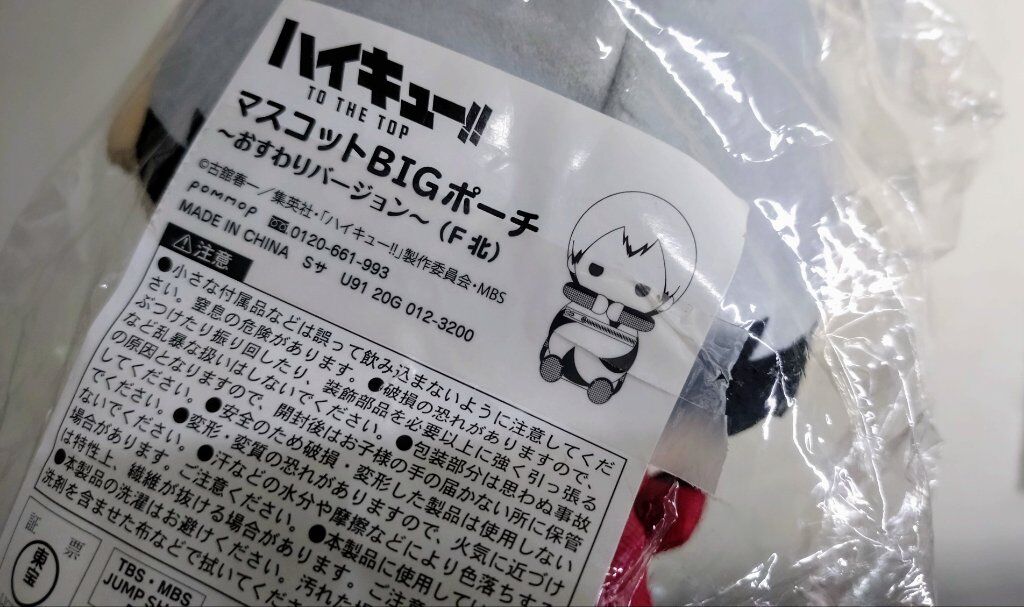 ハイキュー!!
TO THE TOP
マスコットBIGポーチ
～おすわりバージョン～（F 北）
©古舘春一／集英社・「ハイキュー!!」製作委員会・MBS
pommop 0120-661-993
MADE IN CHINA Sサ U91 20G 012-3200
注意
●小さな付属品などは誤って飲み込まないように注意してくだ
さい。窒息の危険があります。●破損の恐れがありますので、
ぶつけたり振り回したり、装飾部品を必要以上に強く引っ張る
など乱暴な扱いはしないでください。●包装部分は思わぬ事故
の原因となりますので、開封後はお子様の手の届かない所に保管
してください。●安全のため破損・変形した製品は使用しない
でください。●変形・変質の恐れがありますので、火気に近づけ
ないでください。●汗などの水分や摩擦などにより色落ちする
場合があります。ご注意ください。●本製品に使用し
は特性上、繊維が抜ける場合があります。ご注意
●本製品の洗濯はお避けください。汚れた
洗剤を含ませた布などで拭いてくだ
証 票
東宝
TBS・MBS
JUMP SH